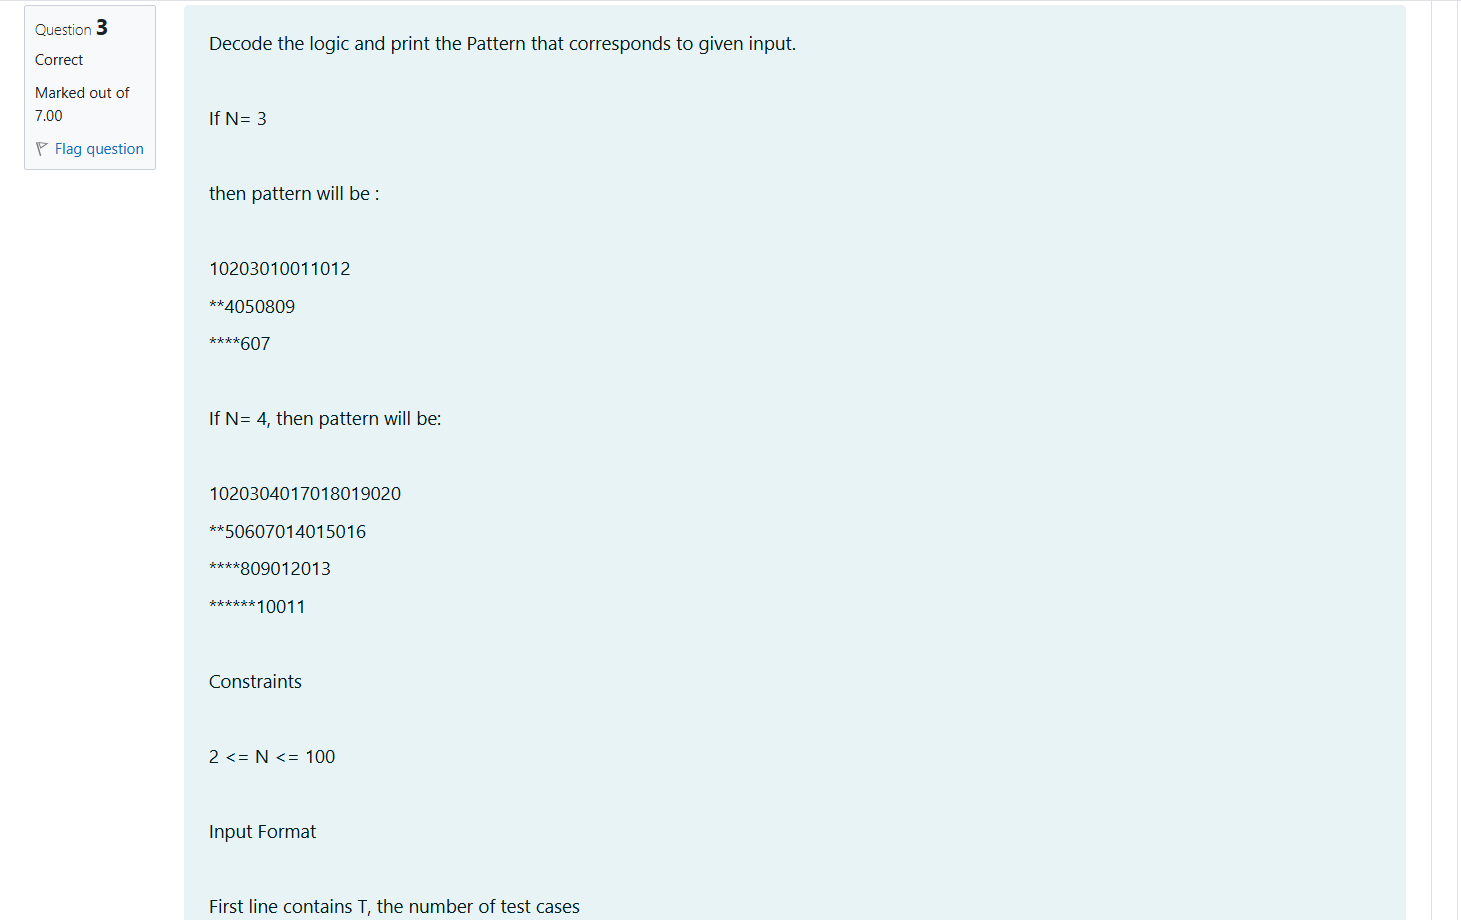 Question 3
Correct
Marked out of
7.00
Flag question
Decode the logic and print the Pattern that corresponds to given input.
If N= 3
then pattern will be :
10203010011012
**4050809
****607
If N= 4, then pattern will be:
1020304017018019020
**50607014015016
****809012013
******10011
Constraints
2 <= N <= 100
Input Format
First line contains T, the number of test cases